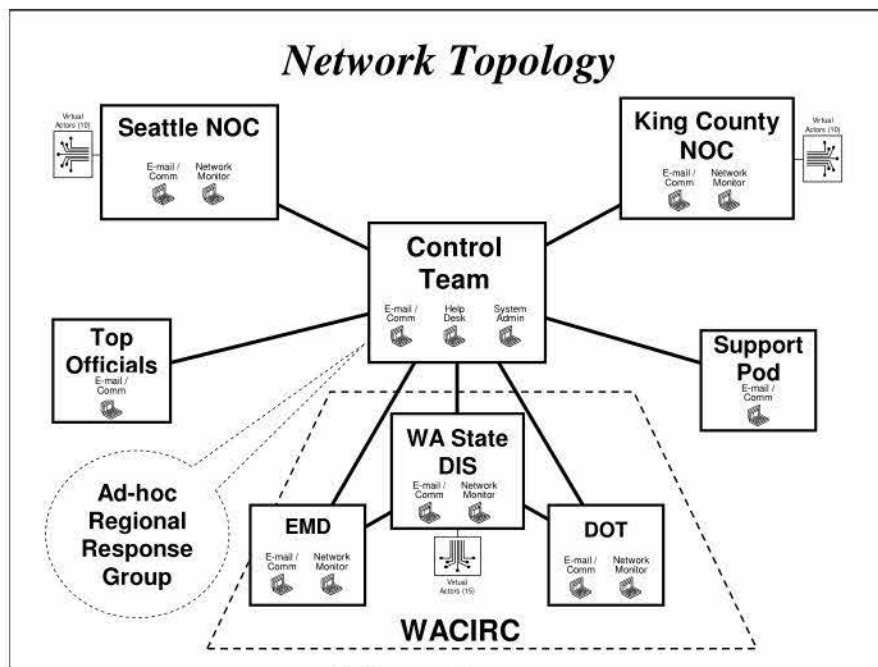 Network Topology
Virtual
Actors (10)
Seattle NOC
E-mail /
Comm
Network
Monitor
King County
NOC
E-mail /
Comm
Network
Monitor
Virtual
Actors (10)
Control
Team
E-mail /
Comm
Help
Desk
System
Admin
Top
Officials
E-mail /
Comm
Support
Pod
E-mail /
Comm
WA State
DIS
E-mail /
Comm
Network
Monitor
Ad-hoc
Regional
Response
Group
EMD
E-mail /
Comm
Network
Monitor
Virtual
Actors (15)
DOT
E-mail /
Comm
Network
Monitor
WACIRC